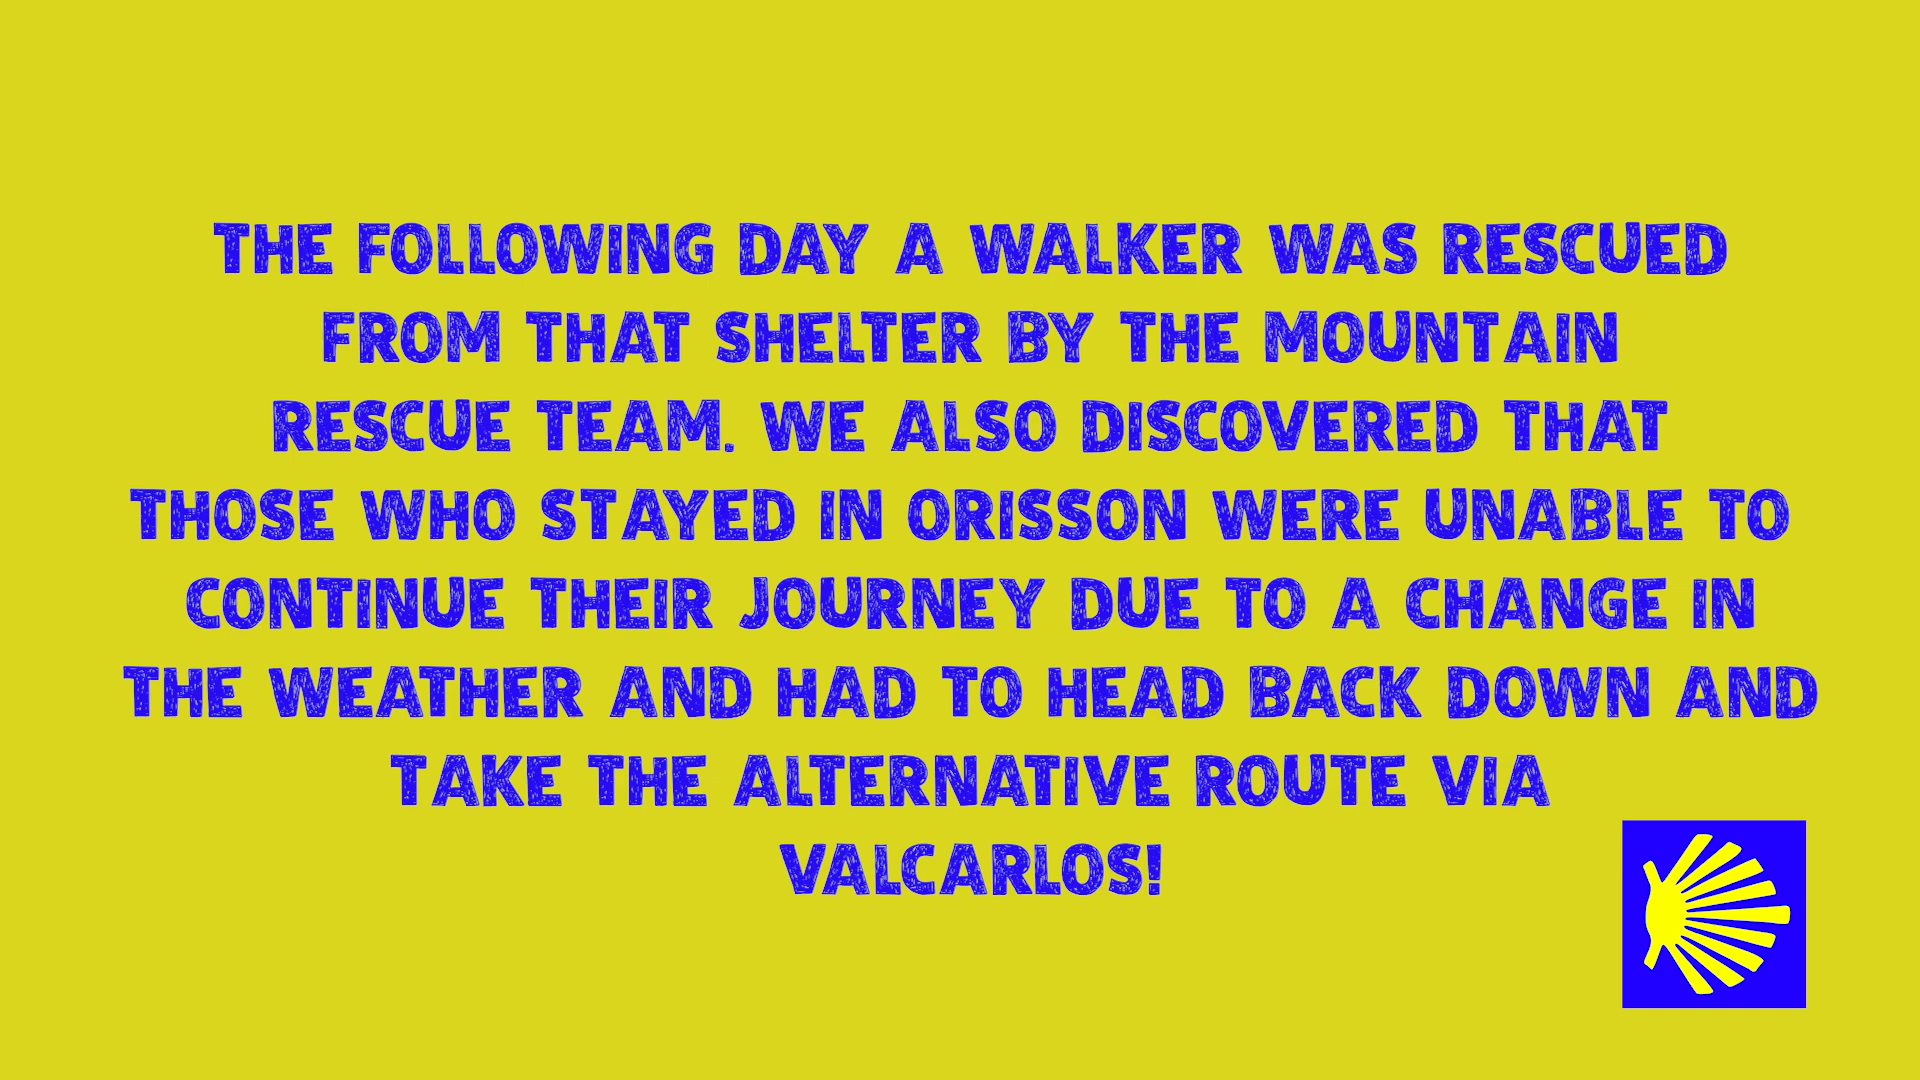 THE FOLLOWING DAY A WALKER WAS RESCUED
FROM THAT SHELTER BY THE MOUNTAIN
RESCUE TEAM. WE ALSO DISCOVERED THAT
THOSE WHO STAYED IN ORISSON WERE UNABLE TO
CONTINUE THEIR JOURNEY DUE TO A CHANGE IN
THE WEATHER AND HAD TO HEAD BACK DOWN AND
TAKE THE ALTERNATIVE ROUTE VIA
VALCARLOS!